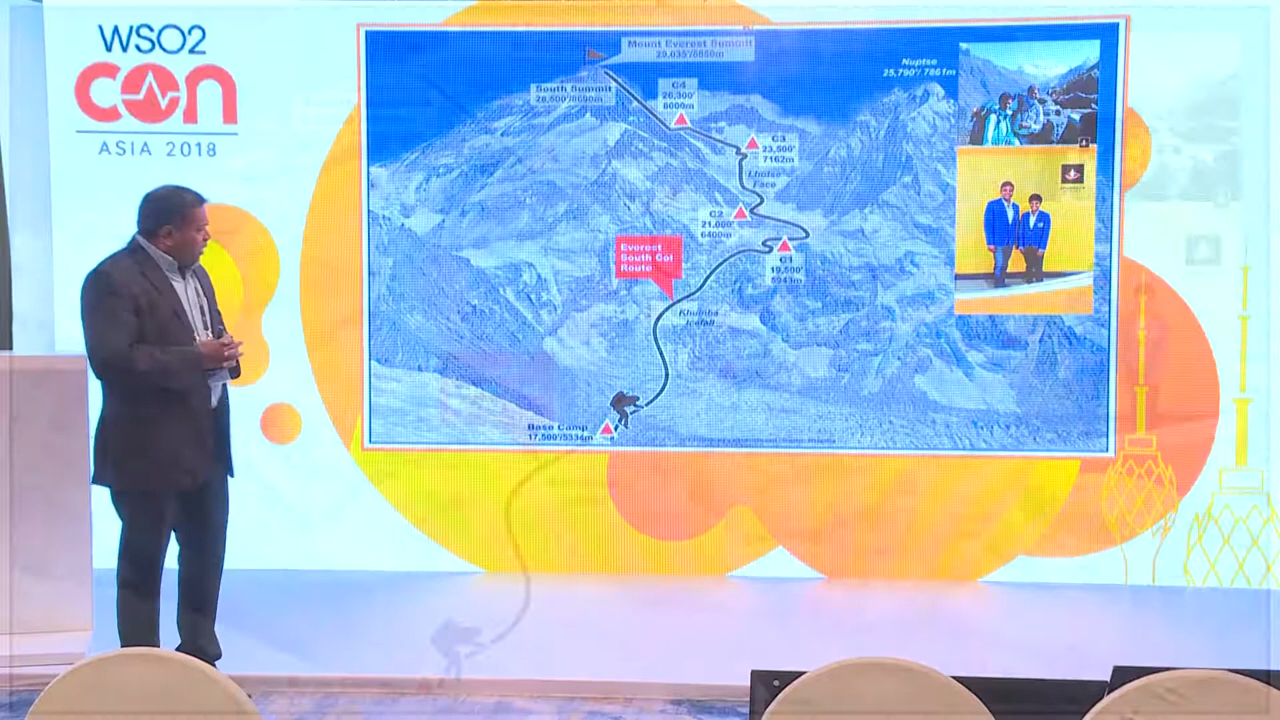 WSO2
CON
ASIA 2018
Mount Everest Summit
29,035'/8850m
South Summit
28,500'/8690m
C4
26,300'
8000m
Nuptse
25,790'/ 7861m
C3
23,500'
7162m
Lhotse
Face
C2
21,000'
6400m
Everest
South Col
Route
C1
19,500'
5943m
Khumba
Icefall
Base Camp
17,500'/5334m